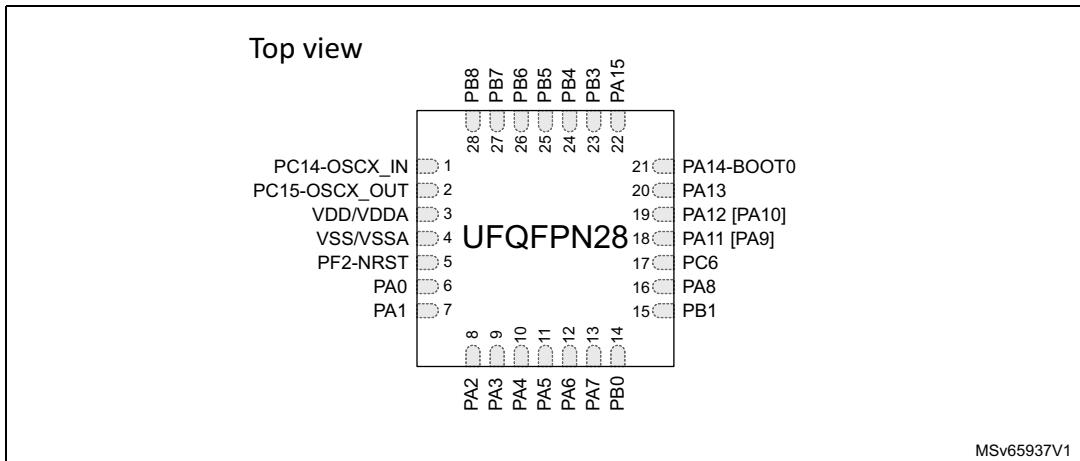 Top view
PB8
PB7
PB6
PB5
PB4
PB3
PA15
28
27
26
25
24
23
22
PC14-OSCX_IN 1
PC15-OSCX_OUT 2
VDD/VDDA 3
VSS/VSSA 4
PF2-NRST 5
PA0 6
PA1 7
UFQFPN28
21 PA14-BOOT0
20 PA13
19 PA12 [PA10]
18 PA11 [PA9]
17 PC6
16 PA8
15 PB1
8
9
10
11
12
13
14
PA2
PA3
PA4
PA5
PA6
PA7
PB0
MSv65937V1